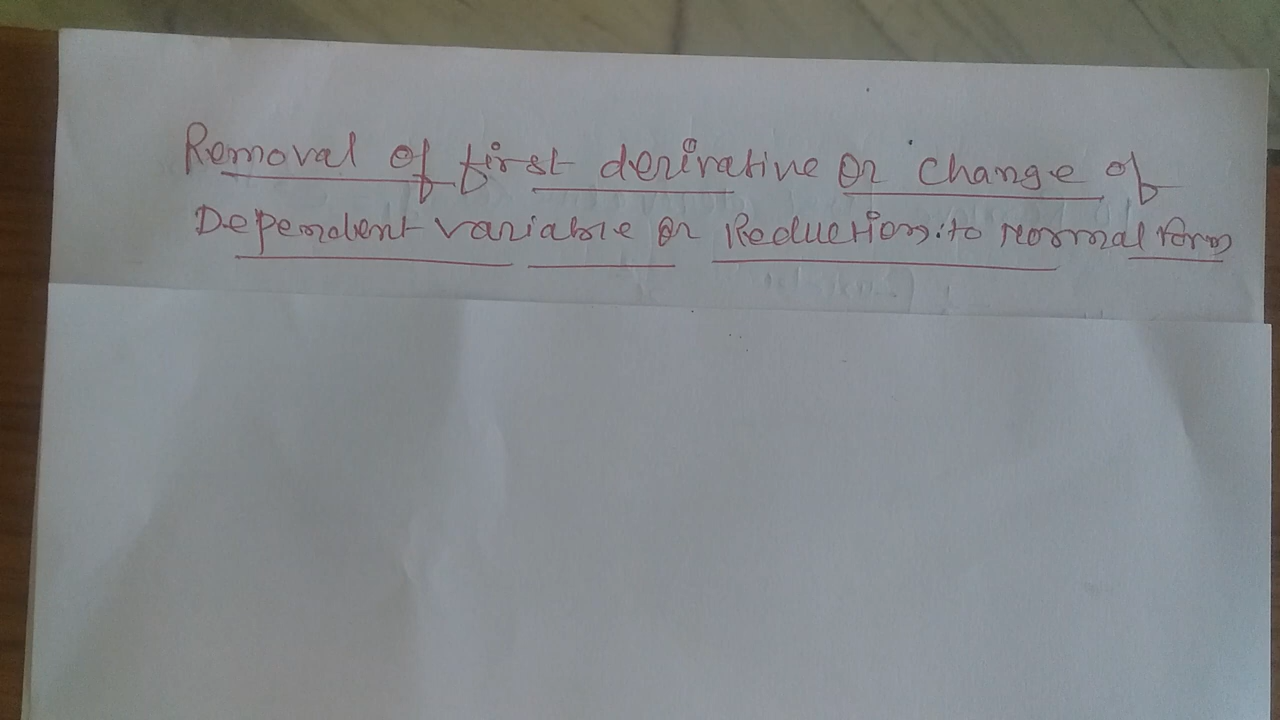 Removal of first derivative or change of
Dependent variable or Reduction to normal form